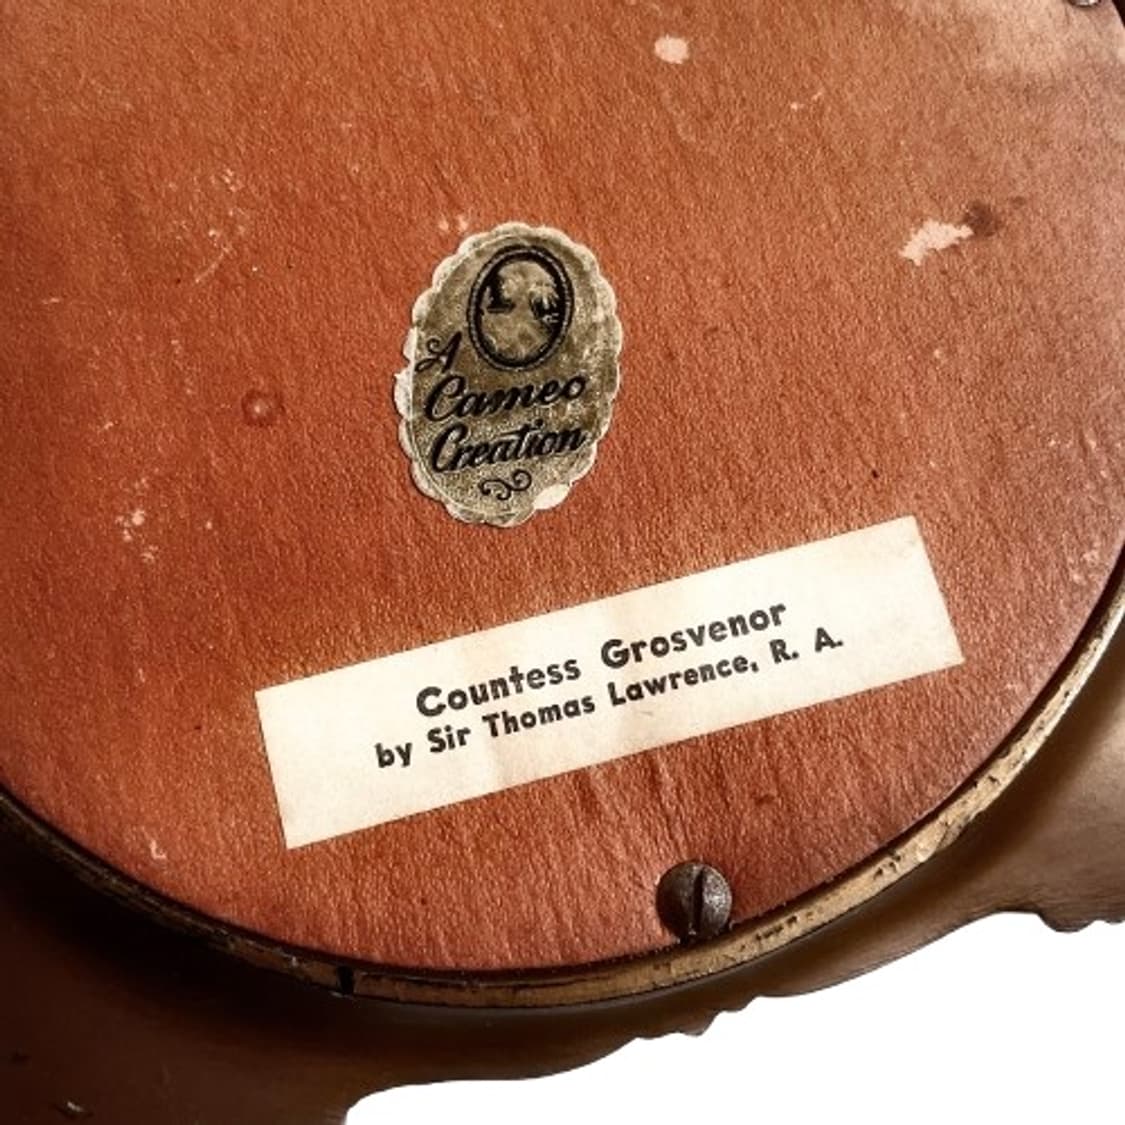 A
Cameo
Creation
Countess Grosvenor
by Sir Thomas Lawrence, R. A.